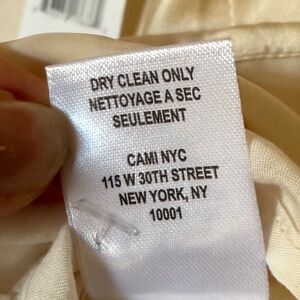 DRY CLEAN ONLY
NETTOYAGE A SEC
SEULEMENT
CAMI NYC
115 W 30TH STREET
NEW YORK, NY
10001